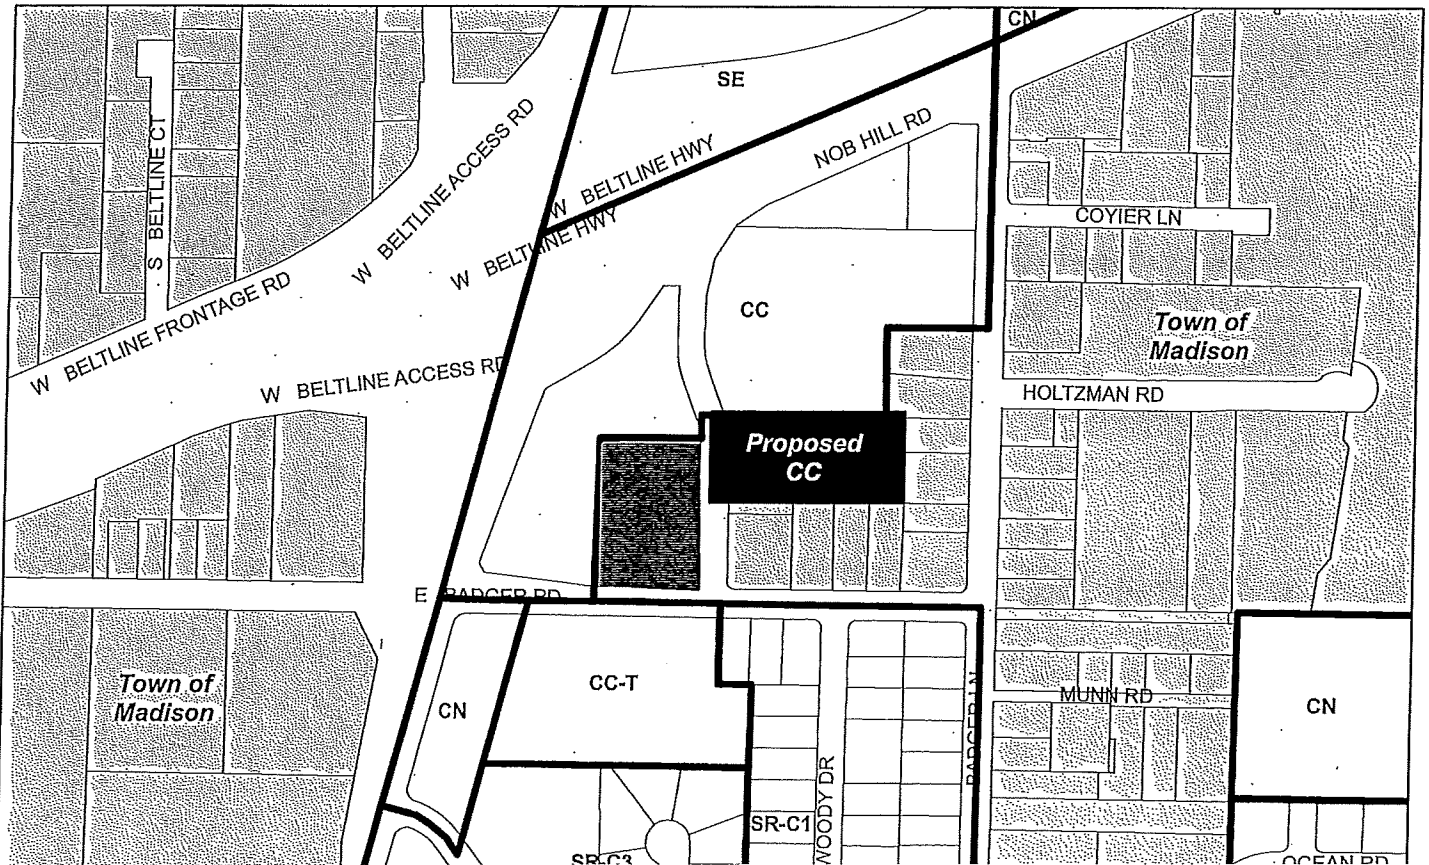 CN
SE
S BELTLINE CT
W BELTLINE ACCESS RD
W BELTLINE HWY
NOB HILL RD
W BELTLINE HWY
COYIER LN
W BELTLINE FRONTAGE RD
CC
Town of
Madison
W BELTLINE ACCESS RD
HOLTZMAN RD
Proposed
CC
E BADGER RD
Town of
Madison
CC-T
CN
MUNN RD
CN
BADGER LN
WOODY DR
SR-C1
SR-C3
OCEAN RD